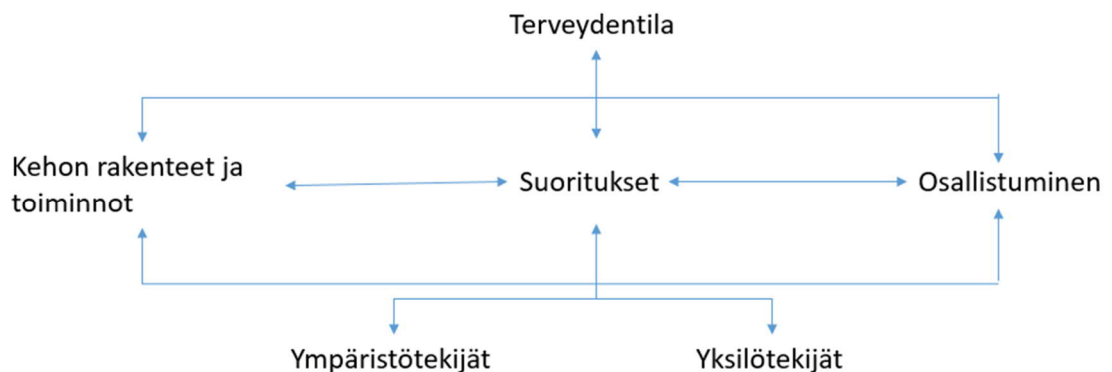 Terveydentila
Kehon rakenteet ja
toiminnot
Suoritukset
Osallistuminen
Ympäristötekijät
Yksilötekijät